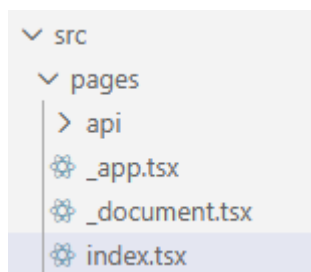 src
pages
api
_app.tsx
_document.tsx
index.tsx